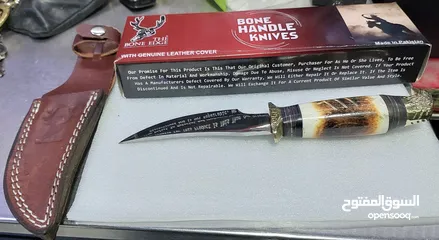 THE
BONE EDGE
BONE
HANDLE
KNIVES
WITH GENUINE LEATHER COVER
Made in Pakistan
Our Promise For This Product Is That Our Original Purchaser For As He Or She Lives, To Be Free
From Defect In Material And Workmanship. Damage Due To Abuse, Misuse Or Neglect Is Not Covered. If Your Product
Has A Manufacturers Defect Covered By Our Warranty, We Will Either Repair It Or Replace It. If The Item Is
Discontinued And Is Not Repairable. We Will Exchange It For A Current Product Of Similar Value And Style.
السوق المفتوح
opensooq.com